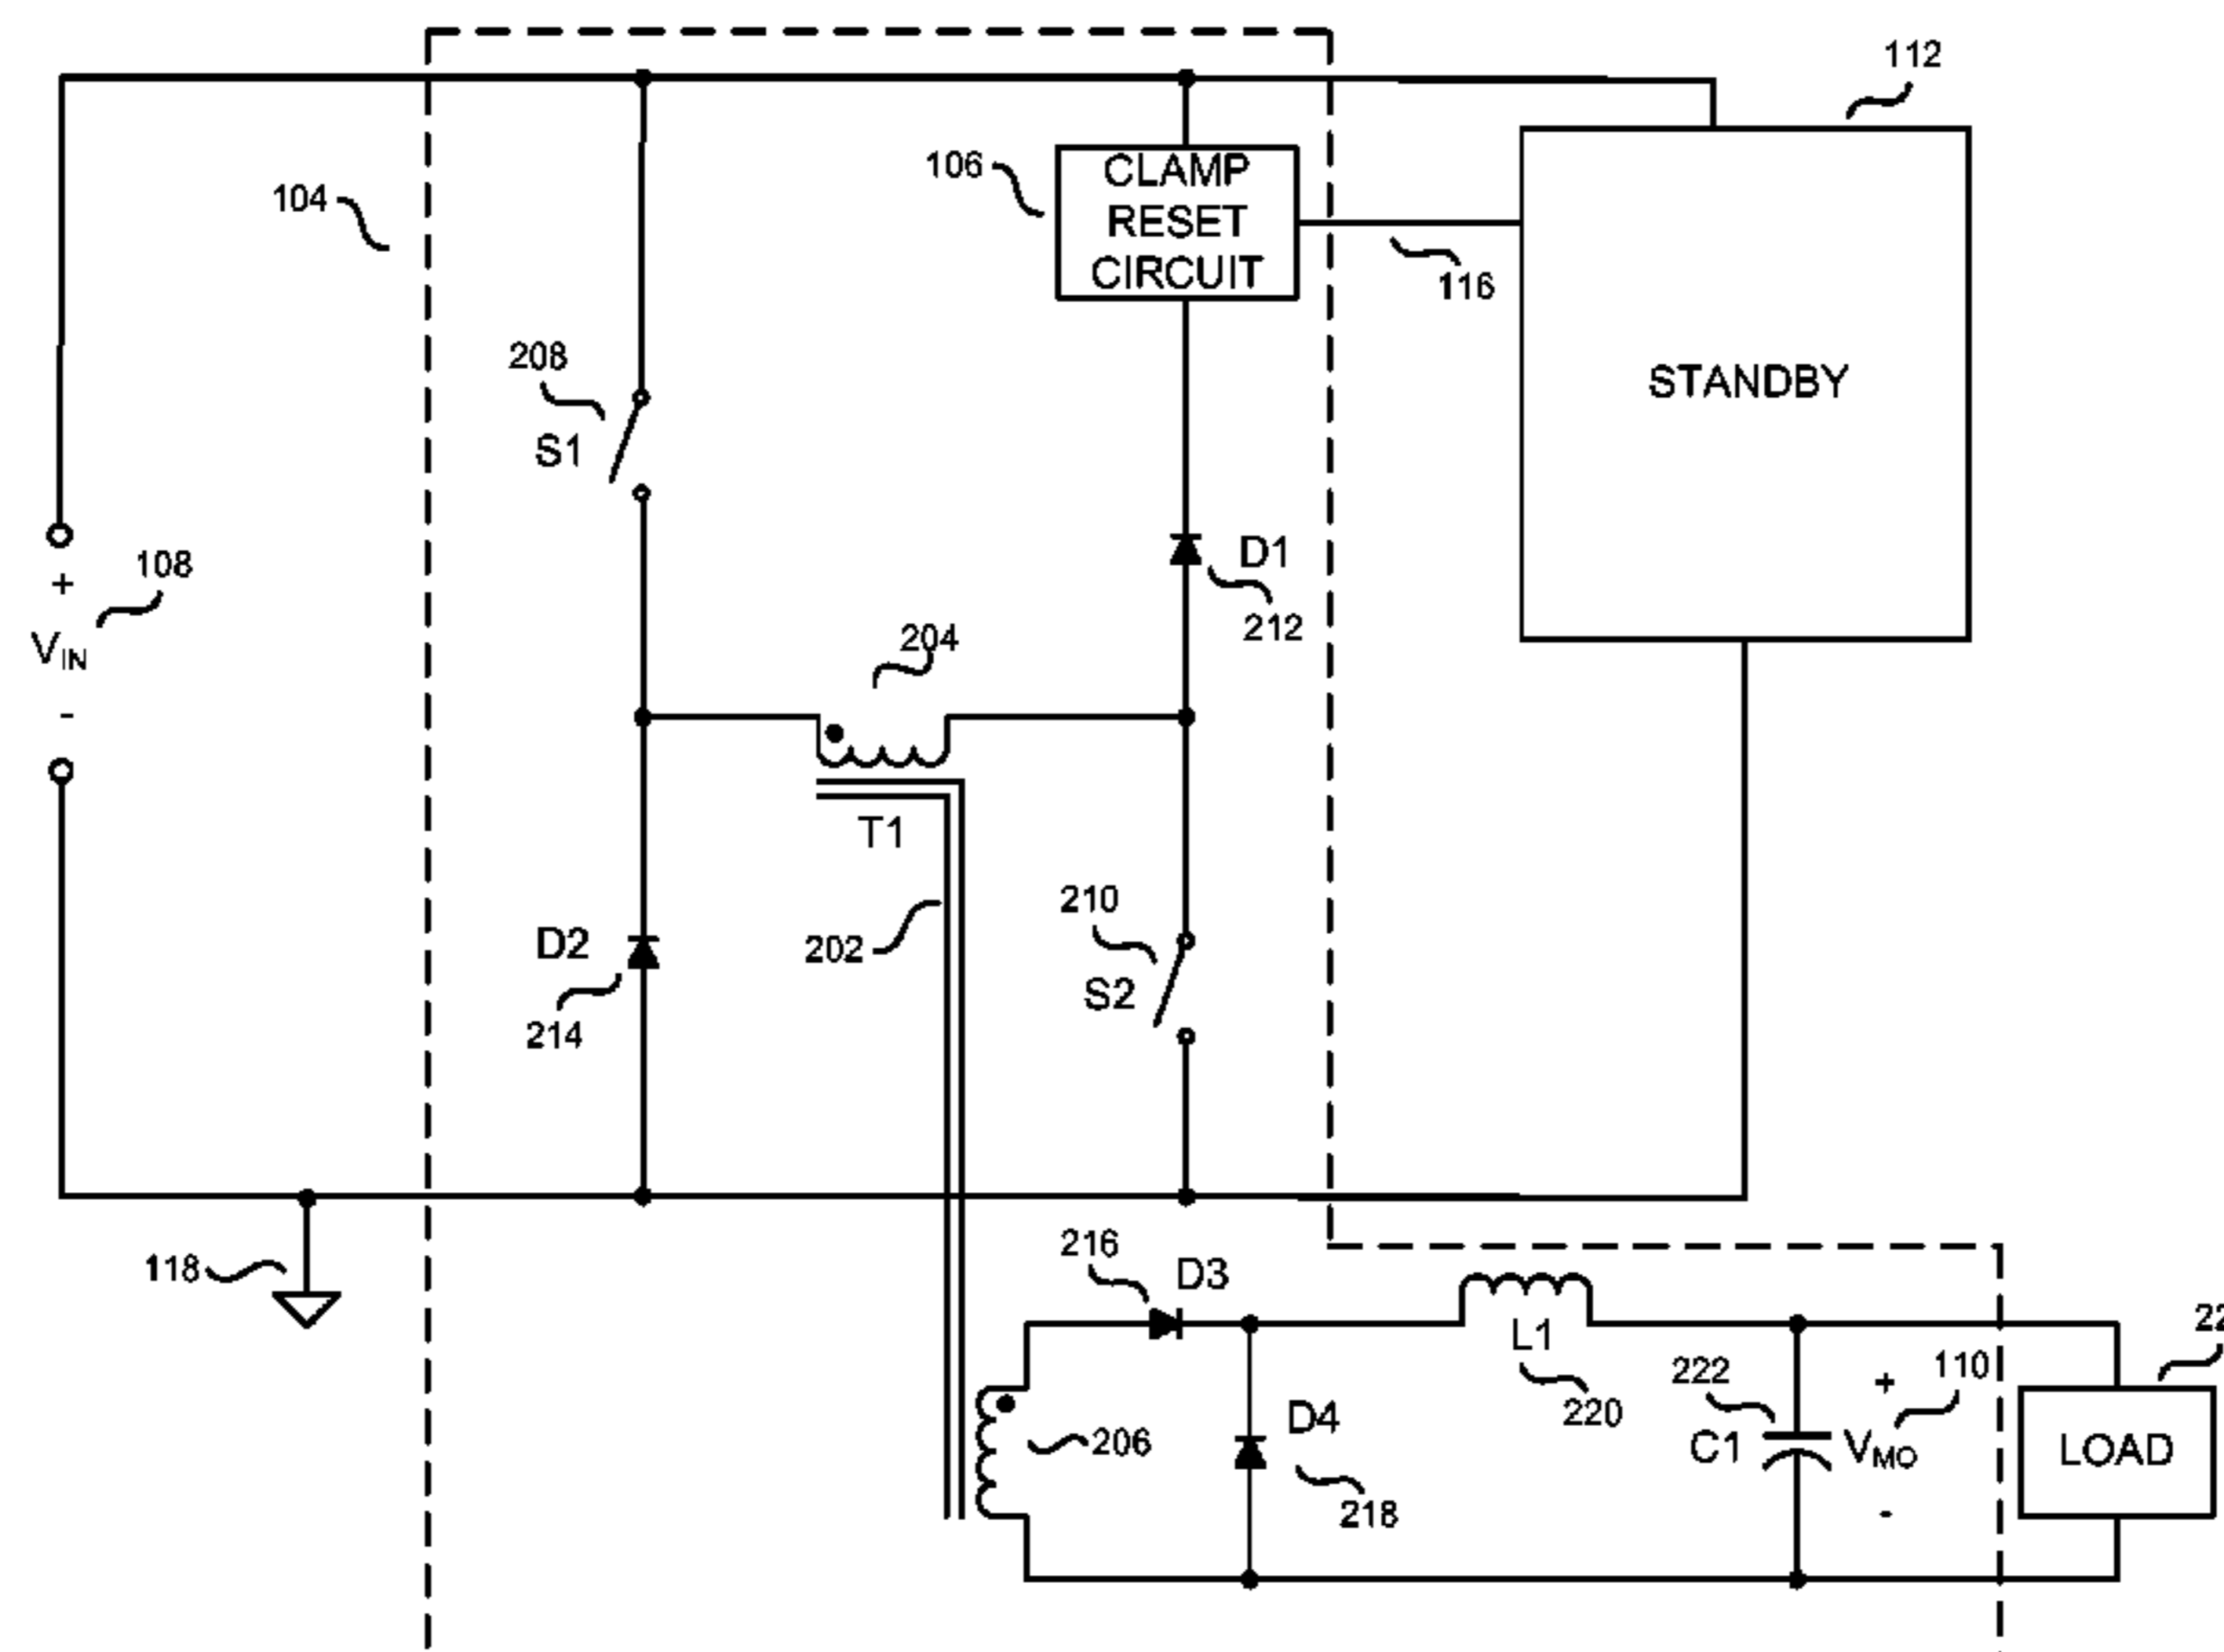 112
106
CLAMP
RESET
CIRCUIT
104
116
208
STANDBY
S1
108
+
VIN
-
D1
212
204
T1
210
D2
202
S2
214
216
D3
118
L1
222
+
110
220
206
D4
C1
VMO
LOAD
218
-